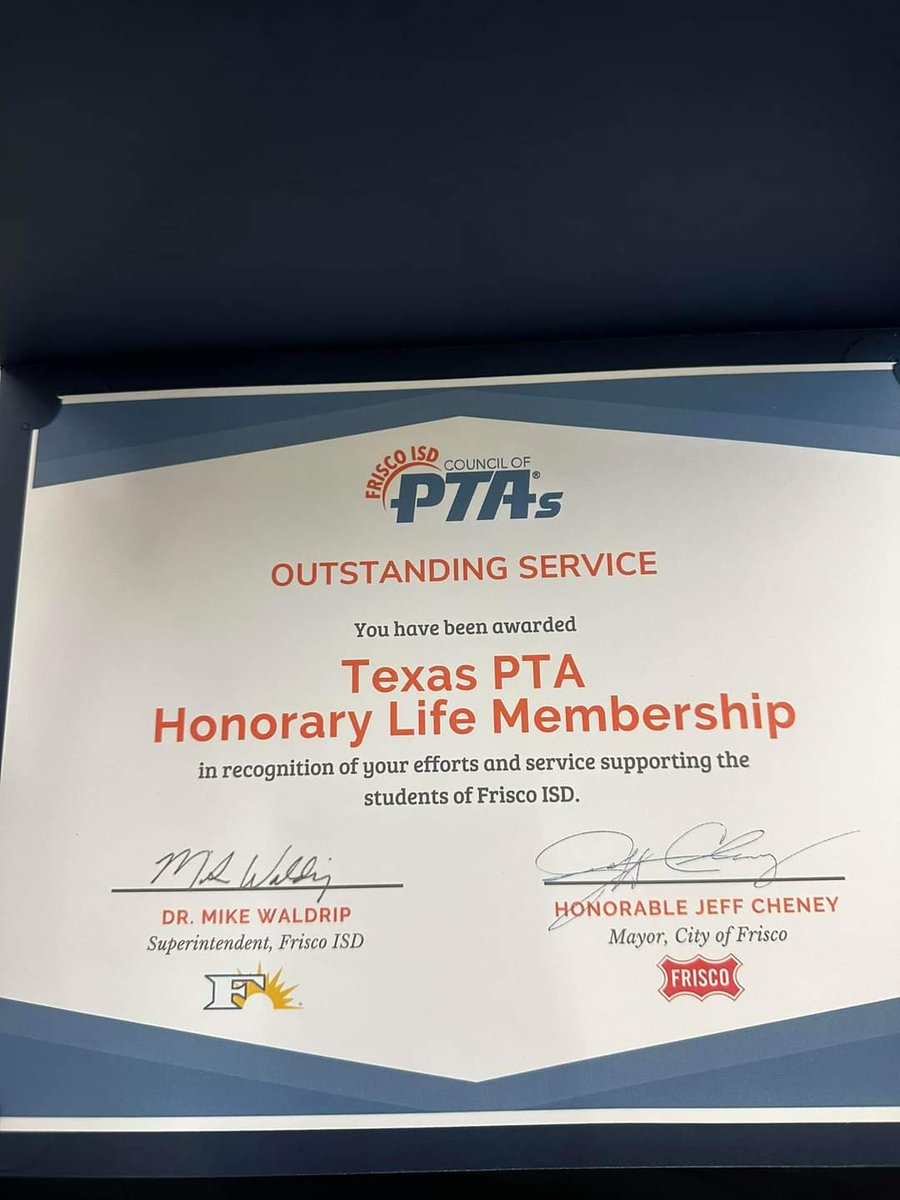 FRISCO ISD
COUNCIL OF
PTAs®
OUTSTANDING SERVICE
You have been awarded
Texas PTA
Honorary Life Membership
in recognition of your efforts and service supporting the
students of Frisco ISD.
DR. MIKE WALDRIP
Superintendent, Frisco ISD
F
HONORABLE JEFF CHENEY
Mayor, City of Frisco
FRISCO